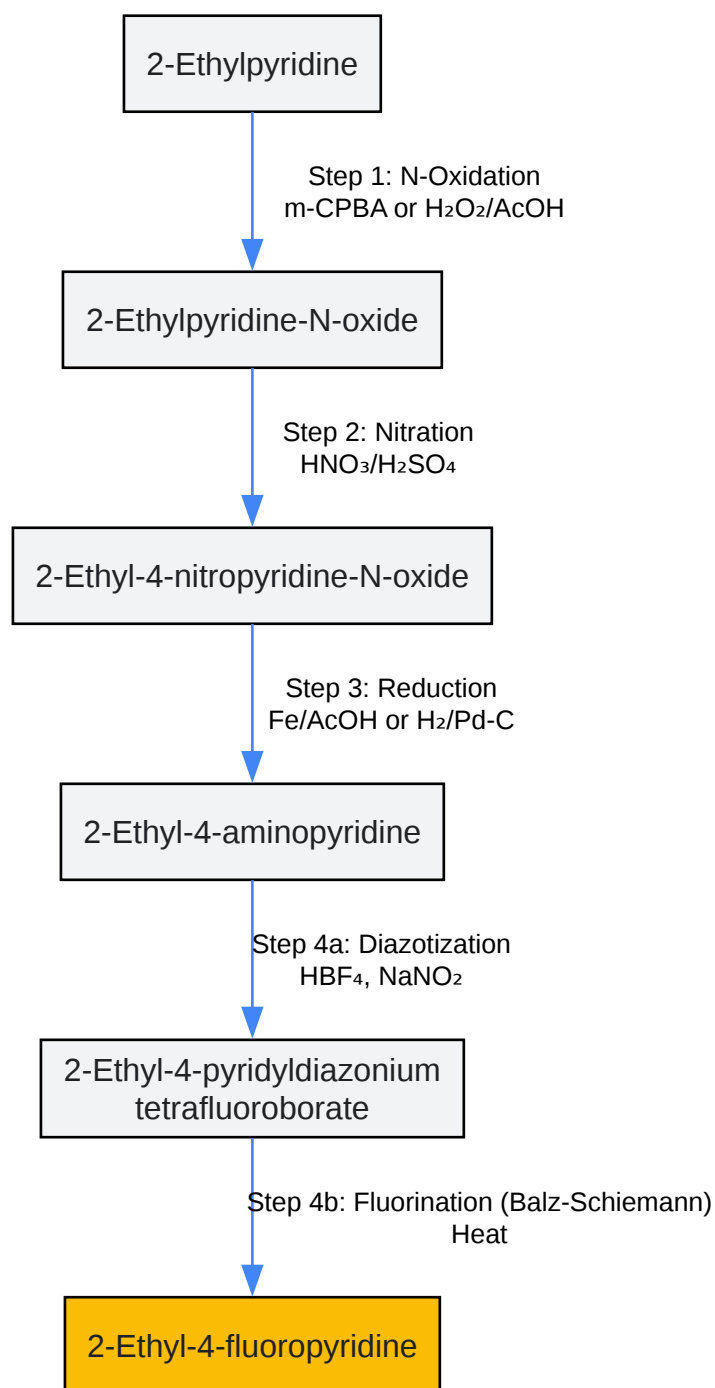 2-Ethylpyridine
Step 1: N-Oxidation
m-CPBA or H₂O₂/AcOH
2-Ethylpyridine-N-oxide
Step 2: Nitration
HNO₃/H₂SO₄
2-Ethyl-4-nitropyridine-N-oxide
Step 3: Reduction
Fe/AcOH or H₂/Pd-C
2-Ethyl-4-aminopyridine
Step 4a: Diazotization
HBF₄, NaNO₂
2-Ethyl-4-pyridyldiazonium
tetrafluoroborate
Step 4b: Fluorination (Balz-Schiemann)
Heat
2-Ethyl-4-fluoropyridine